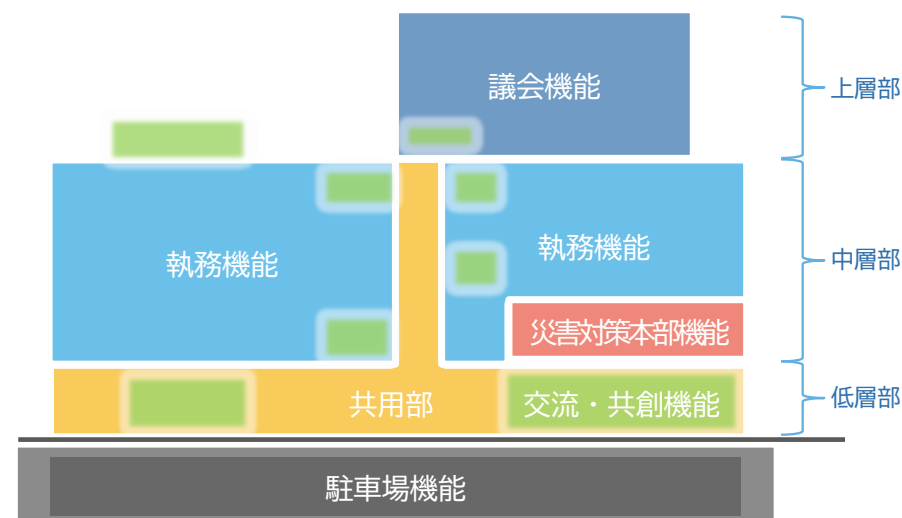 議会機能
上層部
執務機能
執務機能
中層部
災害対策本部機能
共用部
交流・共創機能
低層部
駐車場機能